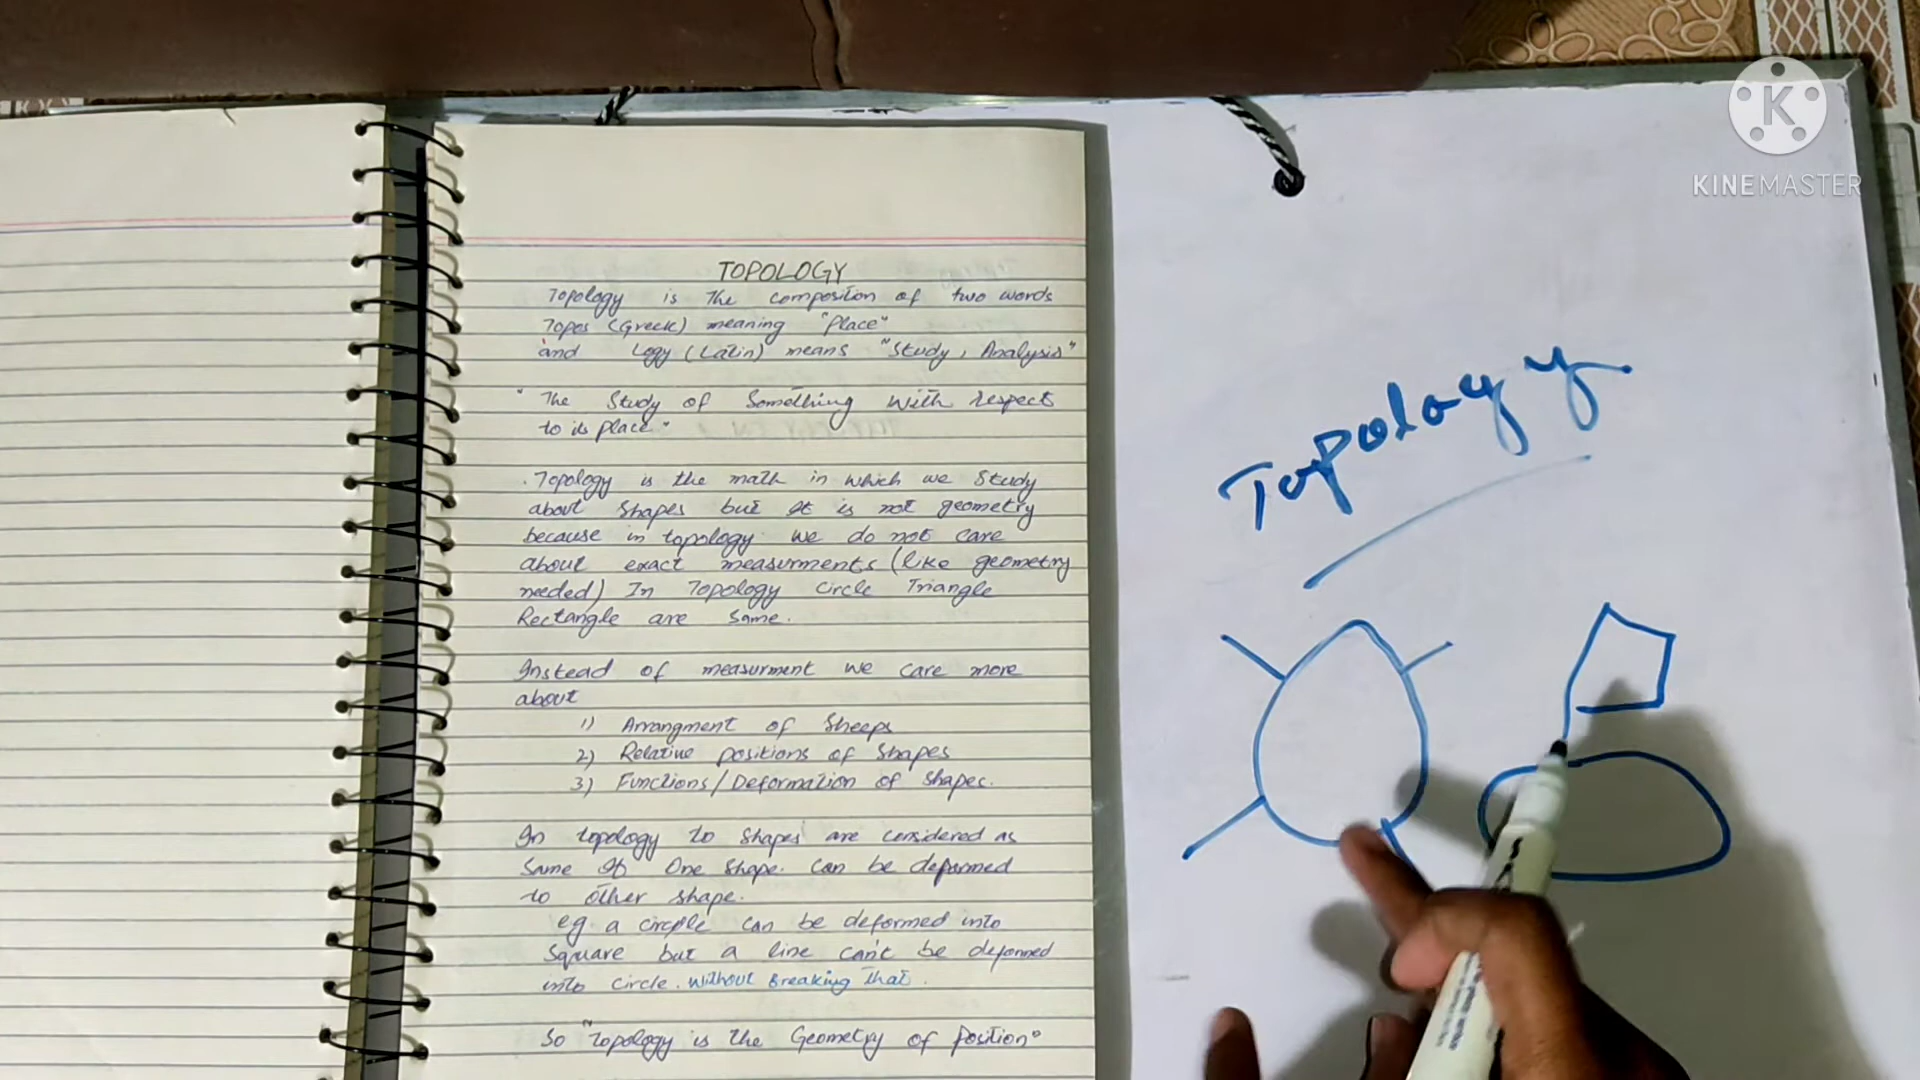 TOPOLOGY
Topology is The composition of two words
Topos (Greek) meaning "Place"
and Logy (Latin) means "Study, Analysis"
"The Study of Something with respect
to its place"
.Topology is the math in which we study
about Shapes but It is not geometry
because in topology we do not care
about exact measurments (like geometry
needed) In Topology Circle Triangle
Rectangle are same.
Instead of measurment we care more
about
1) Arrangment of Sheeps
2) Relative positions of Shapes
3) Functions/Deformation of shapes.
In topology to shapes are considered as
same If One shape. can be deformed
to other shape.
eg. a circle can be deformed into
square but a line can't be deformed
into circle. without Breaking that.
So "Topology is the Geometry of Position"
Topology
K
KINEMASTER